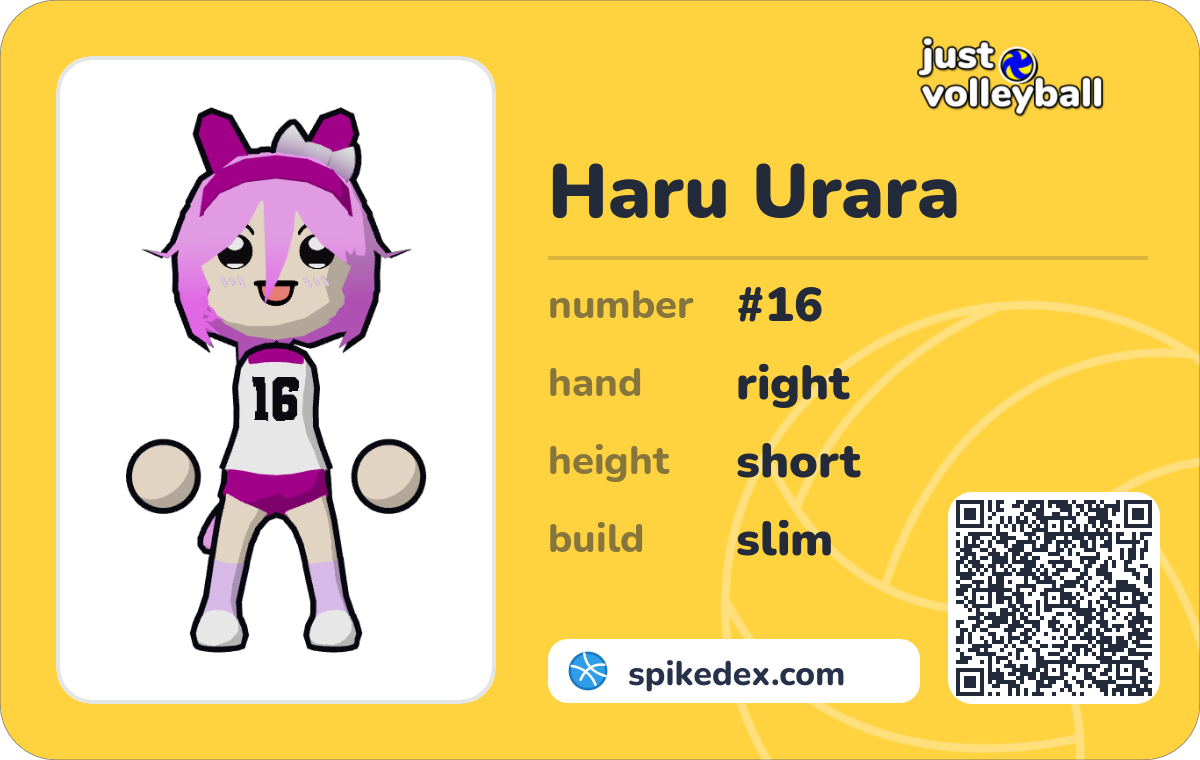 just
volleyball
Haru Urara
number #16
hand right
height short
build slim
16
spikedex.com